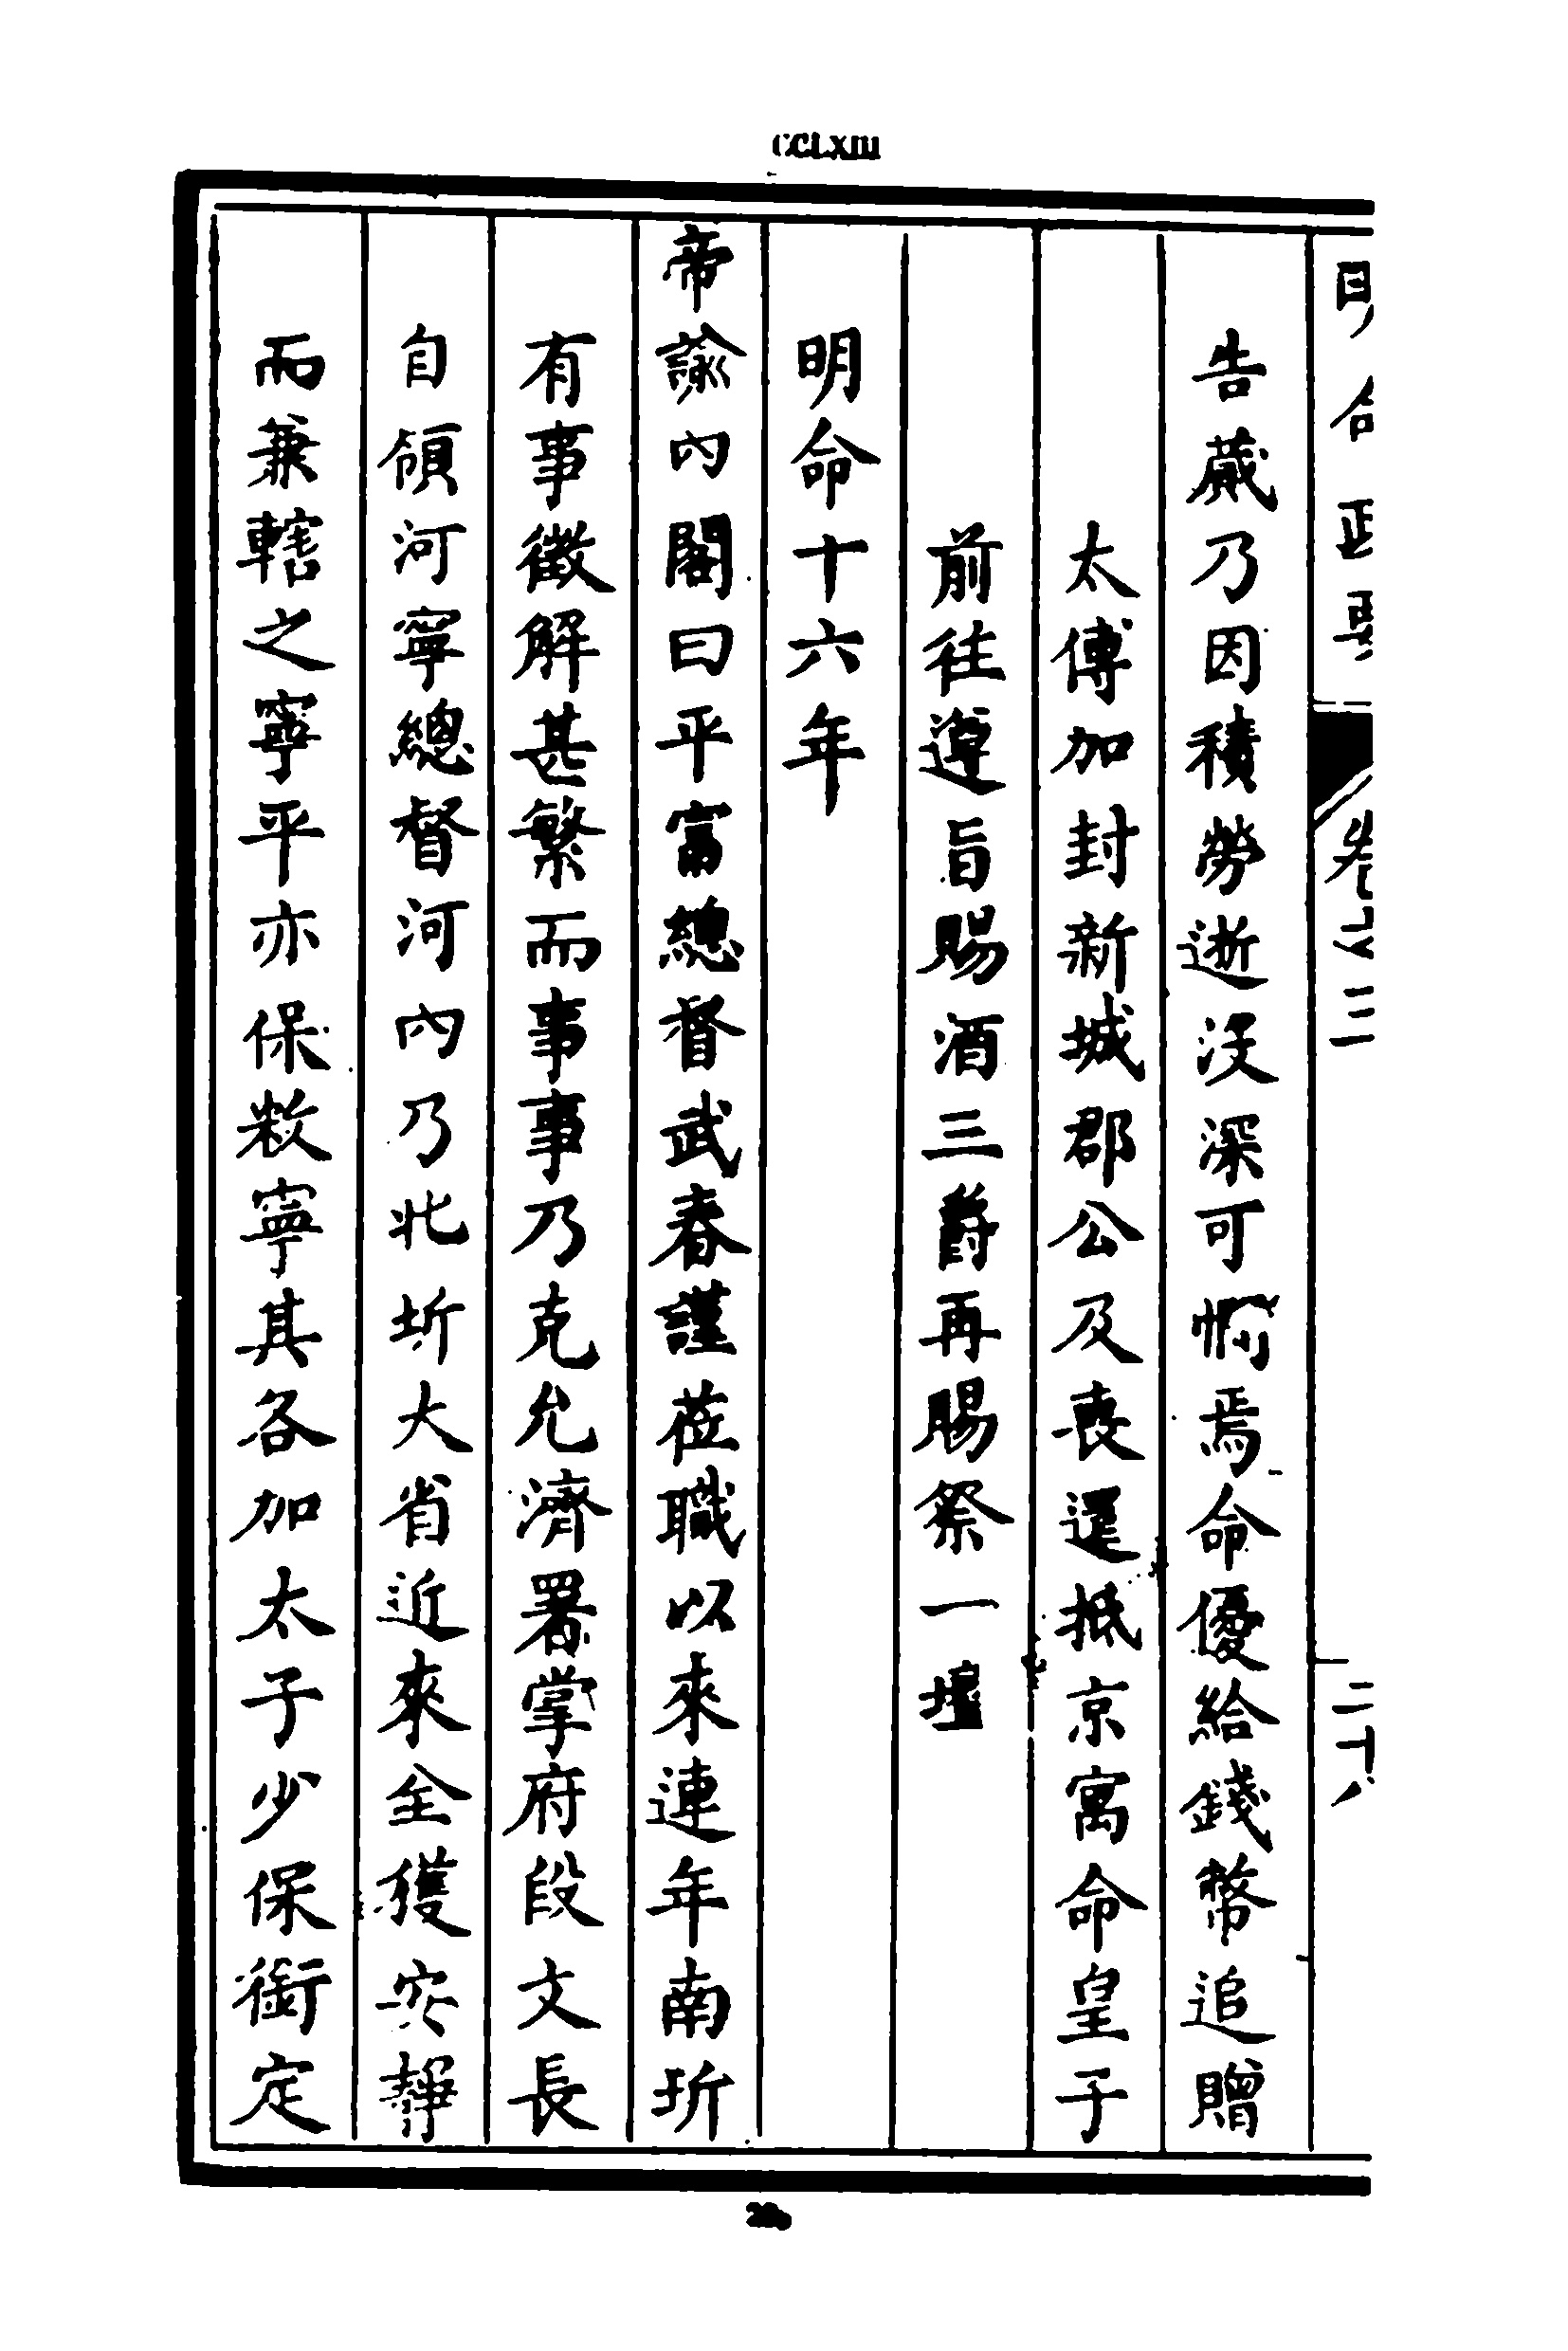 CCLXIII
明命政要
卷三
二十
告蕆乃因積勞逝沒深可惻焉命優給錢幣追贈
太傅加封新城郡公及喪還抵京寓命皇子
前往遵旨賜酒三爵再賜祭一壇
明命十六年
帝諭內閣曰平富總督武春謹莅職以來連年南圻
有事徵解甚繁而事事乃克允濟署掌府段文長
自領河寧總督河內乃北圻大省近來全獲安靜
而兼轄之寧平亦保敉寧其各加太子少保銜定